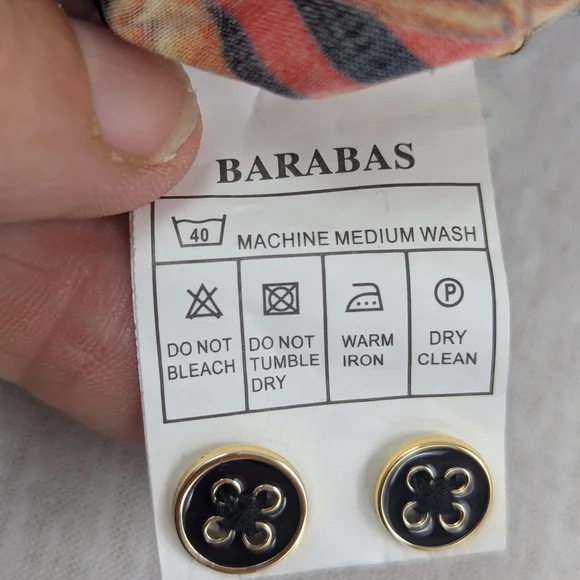 BARABAS
40 MACHINE MEDIUM WASH
DO NOT
BLEACH
DO NOT
TUMBLE
DRY
WARM
IRON
P
DRY
CLEAN